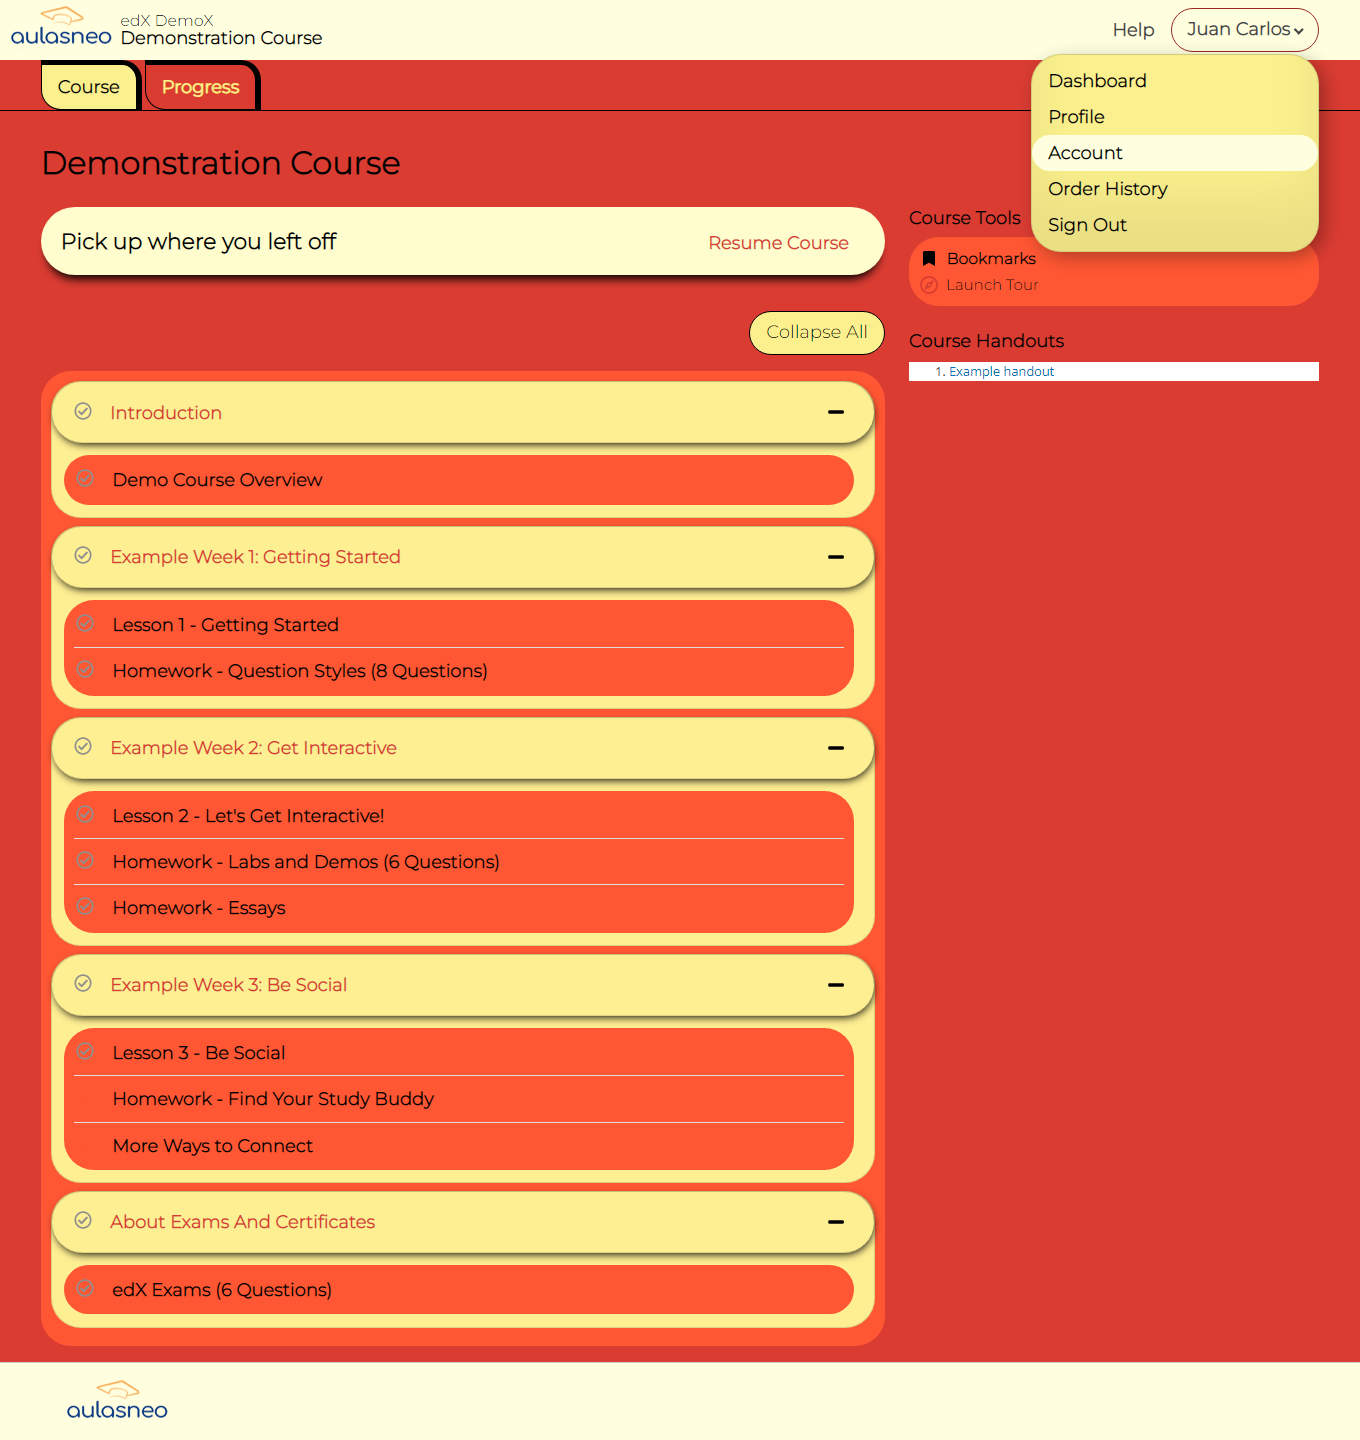 aulasneo
edX DemoX
Demonstration Course
Help
Juan Carlos
Dashboard
Profile
Account
Order History
Sign Out
Course
Progress
Demonstration Course
Pick up where you left off
Resume Course
Collapse All
Introduction
Demo Course Overview
Example Week 1: Getting Started
Lesson 1 - Getting Started
Homework - Question Styles (8 Questions)
Example Week 2: Get Interactive
Lesson 2 - Let's Get Interactive!
Homework - Labs and Demos (6 Questions)
Homework - Essays
Example Week 3: Be Social
Lesson 3 - Be Social
Homework - Find Your Study Buddy
More Ways to Connect
About Exams And Certificates
edX Exams (6 Questions)
Course Tools
Bookmarks
Launch Tour
Course Handouts
1. Example handout
aulasneo